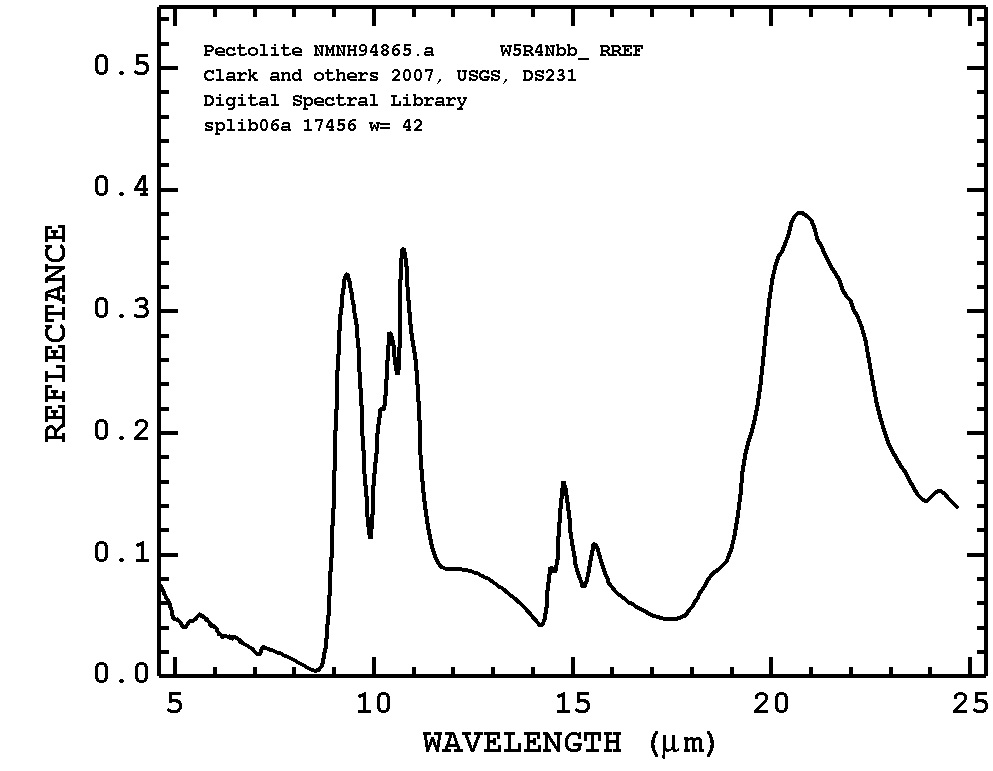 Pectolite NMNH94865.a W5R4Nbb_ RREF
Clark and others 2007, USGS, DS231
Digital Spectral Library
splib06a 17456 w= 42
0.5
0.4
0.3
0.2
0.1
0.0
REFLECTANCE
5 10 15 20 25
WAVELENGTH (μm)